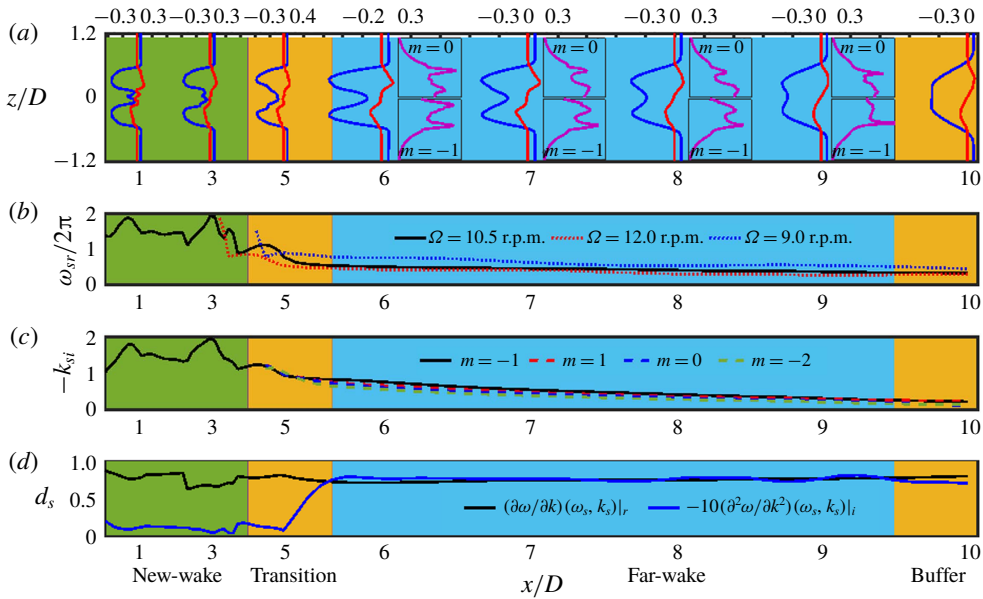 −0.3 0.3 −0.3 0.3 −0.3 0.4 −0.2 0.3 −0.3 0 0.3 −0.3 0 0.3 −0.3 0 0.3 −0.3 0
(a) 1.2
m = 0 m = 0 m = 0 m = 0
z/D 0
m = −1 m = −1 m = −1 m = −1
−1.2
1 3 5 6 7 8 9 10
(b) 2
ω_sr/2π 1
Ω = 10.5 r.p.m. Ω = 12.0 r.p.m. Ω = 9.0 r.p.m.
0
1 3 5 6 7 8 9 10
(c) 2
−k_si 1
m = −1 m = 1 m = 0 m = −2
0
1 3 5 6 7 8 9 10
(d) 1.0
d_s 0.5
(∂ω/∂k)(ω_s, k_s)|_r −10(∂²ω/∂k²)(ω_s, k_s)|_i
0
1 3 5 6 7 8 9 10
New-wake Transition x/D Far-wake Buffer